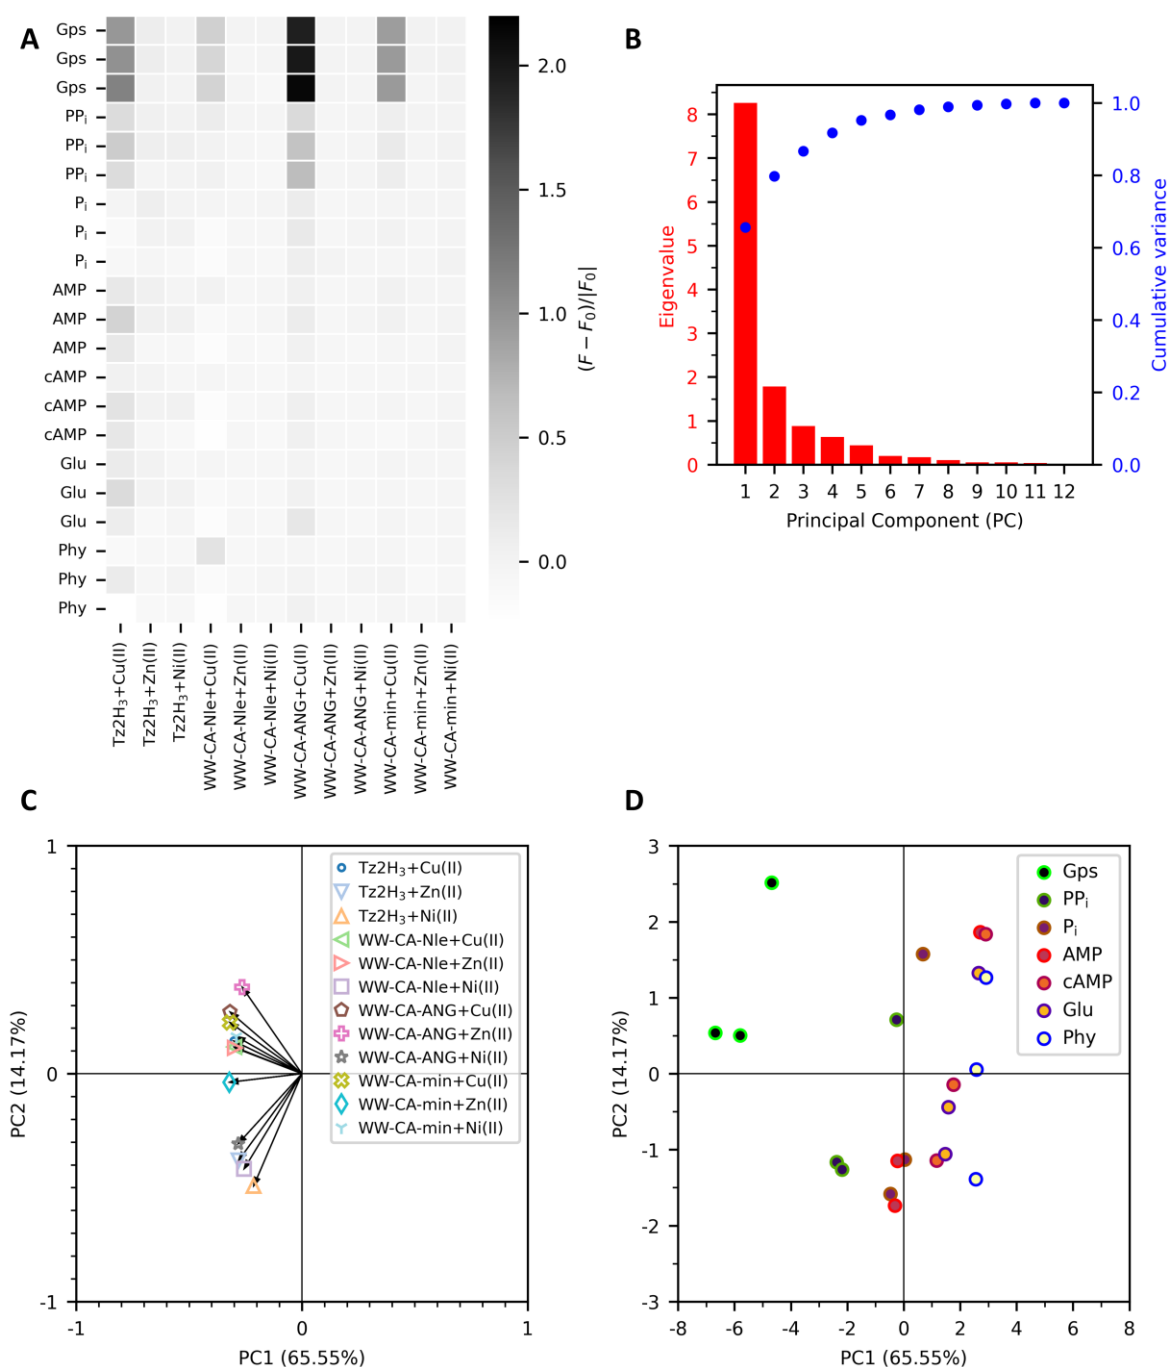 A
Gps
Gps
Gps
PPi
PPi
PPi
Pi
Pi
Pi
AMP
AMP
AMP
cAMP
cAMP
cAMP
Glu
Glu
Glu
Phy
Phy
Phy
Tz2H3+Cu(II)
Tz2H3+Zn(II)
Tz2H3+Ni(II)
WW-CA-Nle+Cu(II)
WW-CA-Nle+Zn(II)
WW-CA-Nle+Ni(II)
WW-CA-ANG+Cu(II)
WW-CA-ANG+Zn(II)
WW-CA-ANG+Ni(II)
WW-CA-min+Cu(II)
WW-CA-min+Zn(II)
WW-CA-min+Ni(II)
2.0
1.5
1.0
0.5
0.0
(F − F0)/|F0|
B
8
7
6
5
4
3
2
1
0
Eigenvalue
1.0
0.8
0.6
0.4
0.2
0.0
Cumulative variance
1 2 3 4 5 6 7 8 9 10 11 12
Principal Component (PC)
C
1
0
-1
PC2 (14.17%)
Tz2H3+Cu(II)
Tz2H3+Zn(II)
Tz2H3+Ni(II)
WW-CA-Nle+Cu(II)
WW-CA-Nle+Zn(II)
WW-CA-Nle+Ni(II)
WW-CA-ANG+Cu(II)
WW-CA-ANG+Zn(II)
WW-CA-ANG+Ni(II)
WW-CA-min+Cu(II)
WW-CA-min+Zn(II)
WW-CA-min+Ni(II)
-1 0 1
PC1 (65.55%)
D
3
2
1
0
-1
-2
-3
PC2 (14.17%)
Gps
PPi
Pi
AMP
cAMP
Glu
Phy
-8 -6 -4 -2 0 2 4 6 8
PC1 (65.55%)